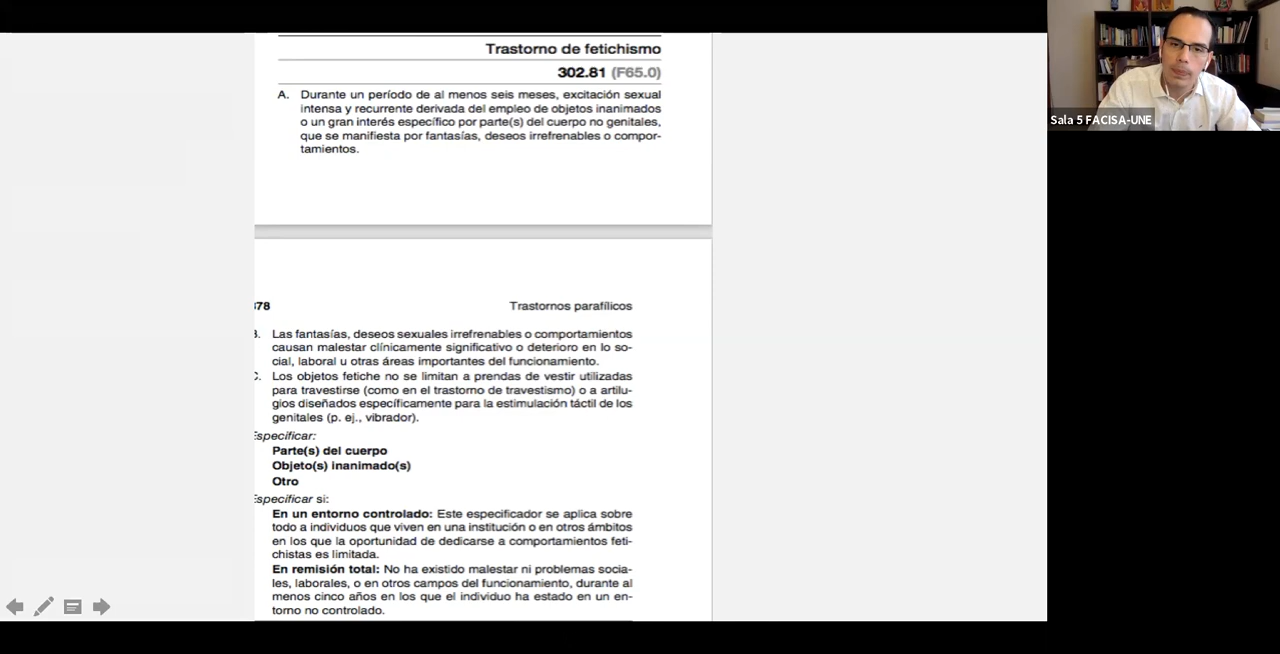 Trastorno de fetichismo
302.81 (F65.0)
A. Durante un período de al menos seis meses, excitación sexual
intensa y recurrente derivada del empleo de objetos inanimados
o un gran interés específico por parte(s) del cuerpo no genitales,
que se manifiesta por fantasías, deseos irrefrenables o compor-
tamientos.
Sala 5 FACISA-UNE
78 Trastornos parafílicos
B. Las fantasías, deseos sexuales irrefrenables o comportamientos
causan malestar clínicamente significativo o deterioro en lo so-
cial, laboral u otras áreas importantes del funcionamiento.
C. Los objetos fetiche no se limitan a prendas de vestir utilizadas
para travestirse (como en el trastorno de travestismo) o a artilu-
gios diseñados específicamente para la estimulación táctil de los
genitales (p. ej., vibrador).
Especificar:
Parte(s) del cuerpo
Objeto(s) inanimado(s)
Otro
Especificar si:
En un entorno controlado: Este especificador se aplica sobre
todo a individuos que viven en una institución o en otros ámbitos
en los que la oportunidad de dedicarse a comportamientos feti-
chistas es limitada.
En remisión total: No ha existido malestar ni problemas socia-
les, laborales, o en otros campos del funcionamiento, durante al
menos cinco años en los que el individuo ha estado en un en-
torno no controlado.